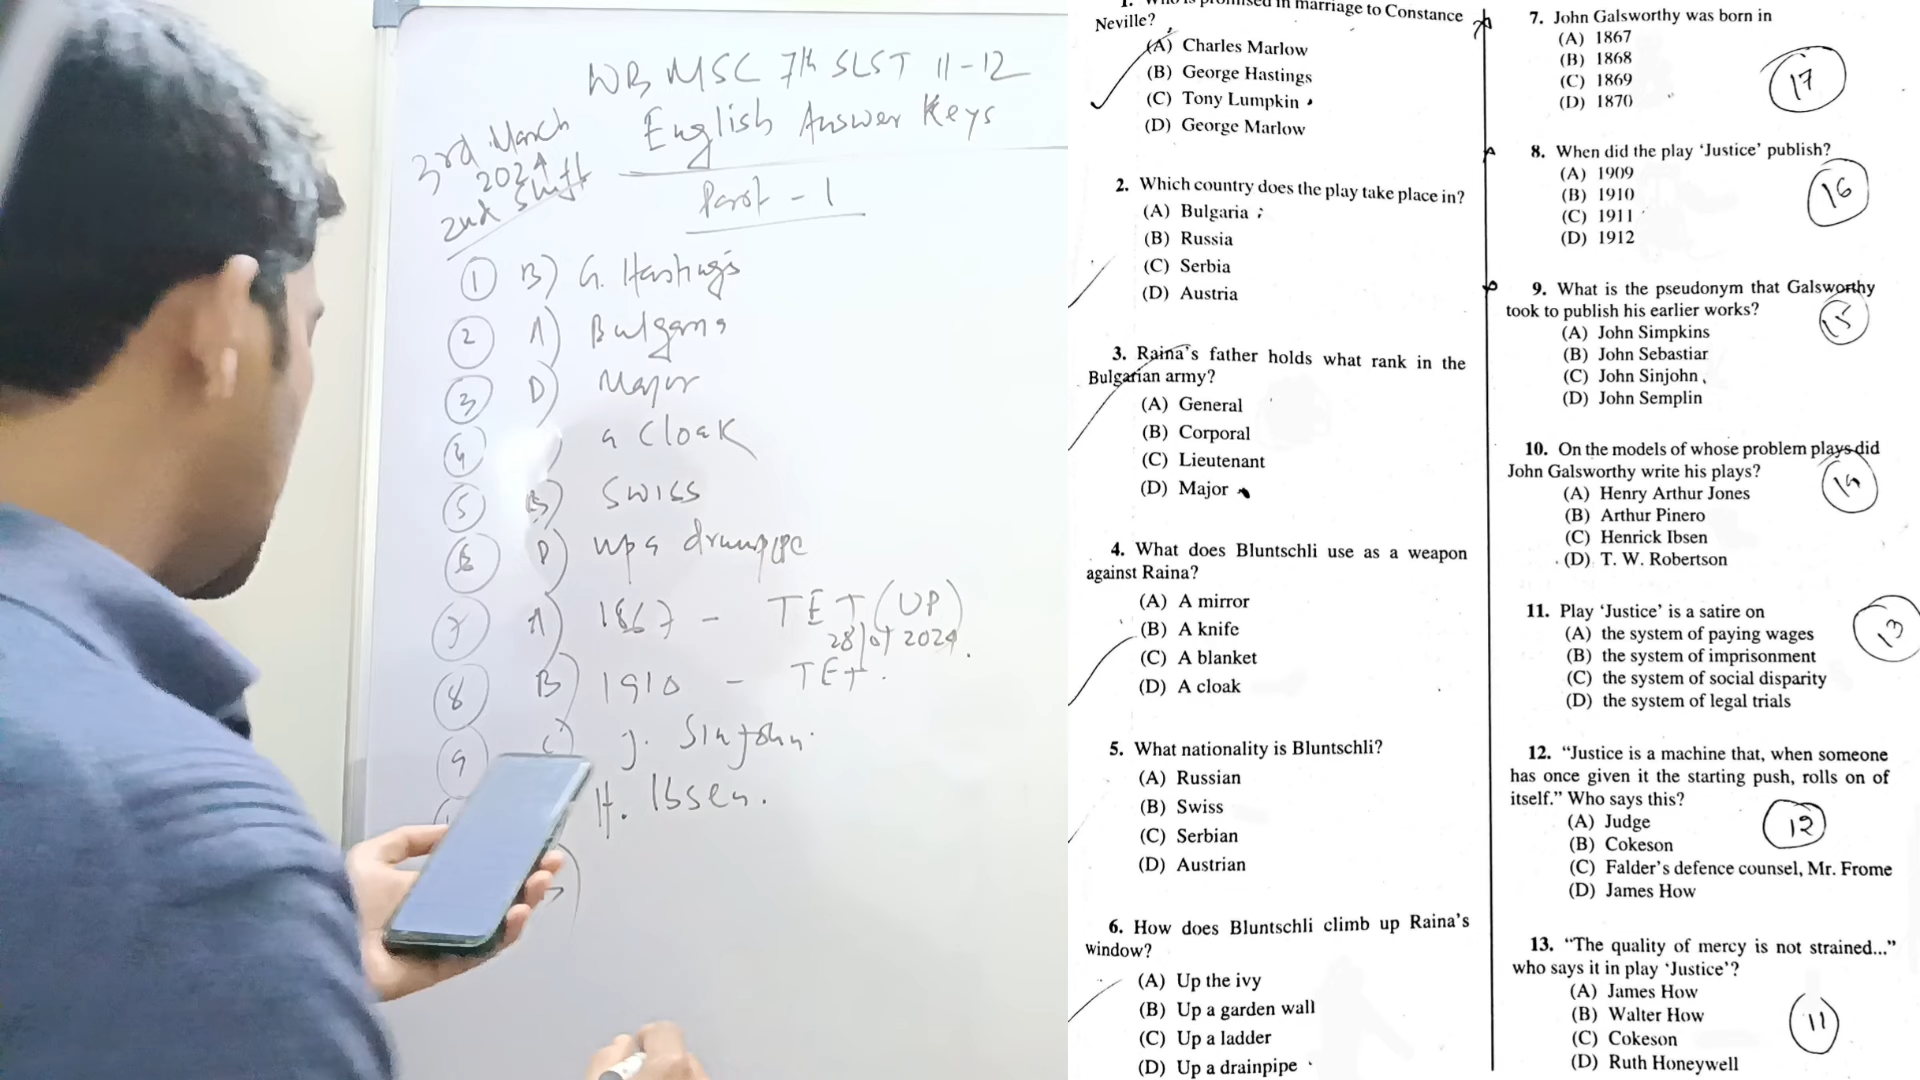 WB MSC 7th SLST 11-12
English Answer Keys
3rd March
2024
2nd Shift
Part - 1
1 B) G. Hastings
2 A) Bulgaria
3 D) Major
4 a cloak
5 B) SWISS
6 D) up a drainpipe
7 A) 1867 - TET (UP)
2024.
8 B) 1910 - TET.
9 C) J. Sinjohn.
H. Ibsen.
1. Who is promised in marriage to Constance
Neville?
(A) Charles Marlow
(B) George Hastings
(C) Tony Lumpkin
(D) George Marlow
2. Which country does the play take place in?
(A) Bulgaria
(B) Russia
(C) Serbia
(D) Austria
3. Raina's father holds what rank in the
Bulgarian army?
(A) General
(B) Corporal
(C) Lieutenant
(D) Major
4. What does Bluntschli use as a weapon
against Raina?
(A) A mirror
(B) A knife
(C) A blanket
(D) A cloak
5. What nationality is Bluntschli?
(A) Russian
(B) Swiss
(C) Serbian
(D) Austrian
6. How does Bluntschli climb up Raina's
window?
(A) Up the ivy
(B) Up a garden wall
(C) Up a ladder
(D) Up a drainpipe
7. John Galsworthy was born in
(A) 1867
(B) 1868
(C) 1869
(D) 1870
17
8. When did the play 'Justice' publish?
(A) 1909
(B) 1910
(C) 1911
(D) 1912
16
9. What is the pseudonym that Galsworthy
took to publish his earlier works?
(A) John Simpkins
(B) John Sebastiar
(C) John Sinjohn
(D) John Semplin
15
10. On the models of whose problem plays did
John Galsworthy write his plays?
(A) Henry Arthur Jones
(B) Arthur Pinero
(C) Henrick Ibsen
(D) T. W. Robertson
14
11. Play 'Justice' is a satire on
(A) the system of paying wages
(B) the system of imprisonment
(C) the system of social disparity
(D) the system of legal trials
13
12. "Justice is a machine that, when someone
has once given it the starting push, rolls on of
itself." Who says this?
(A) Judge
(B) Cokeson
(C) Falder's defence counsel, Mr. Frome
(D) James How
12
13. "The quality of mercy is not strained..."
who says it in play 'Justice'?
(A) James How
(B) Walter How
(C) Cokeson
(D) Ruth Honeywell
11